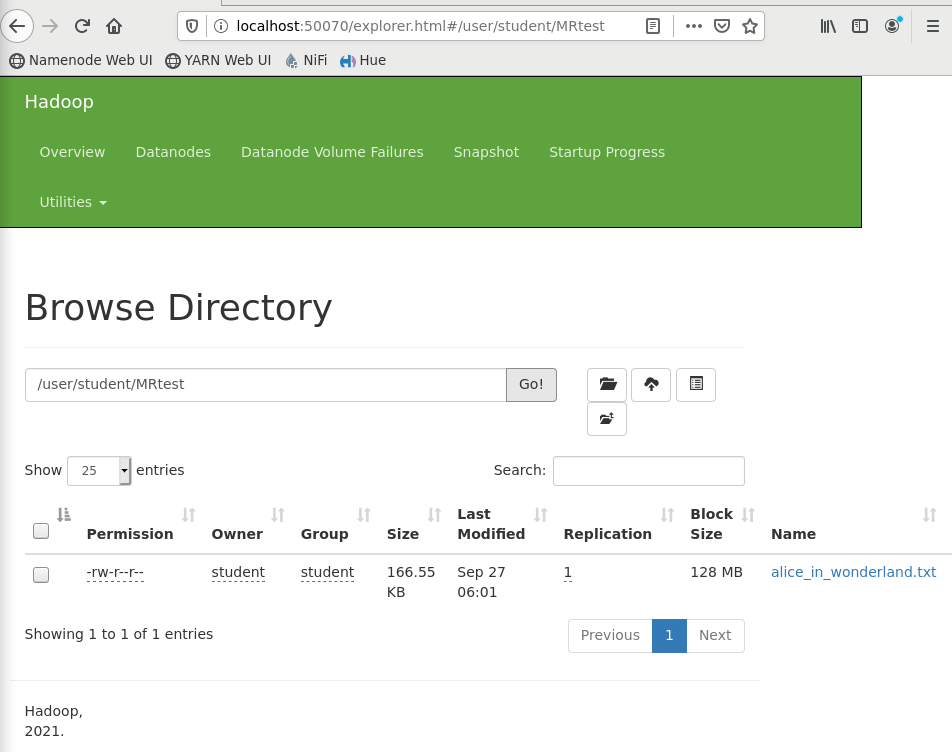 localhost:50070/explorer.html#/user/student/MRtest
Namenode Web UI YARN Web UI NiFi Hue
Hadoop
Overview Datanodes Datanode Volume Failures Snapshot Startup Progress
Utilities
Browse Directory
/user/student/MRtest Go!
Show 25 entries Search:
Permission Owner Group Size Last Modified Replication Block Size Name
-rw-r--r-- student student 166.55 KB Sep 27 06:01 1 128 MB alice_in_wonderland.txt
Showing 1 to 1 of 1 entries Previous 1 Next
Hadoop,
2021.